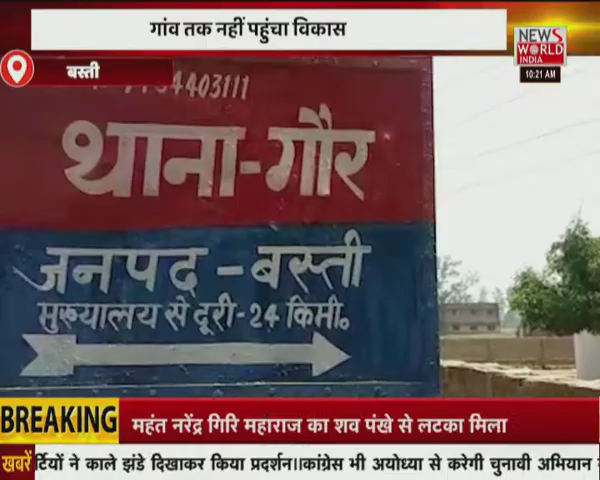 गांव तक नहीं पहुंचा विकास
NEWS
WORLD
INDIA
10:21 AM
बस्ती
4403111
थाना-गौर
जनपद - बस्ती
मुख्यालय से दूरी-24 किमी.
BREAKING
महंत नरेंद्र गिरि महाराज का शव पंखे से लटका मिला
खबरें
र्टियों ने काले झंडे दिखाकर किया प्रदर्शन।।कांग्रेस भी अयोध्या से करेगी चुनावी अभियान